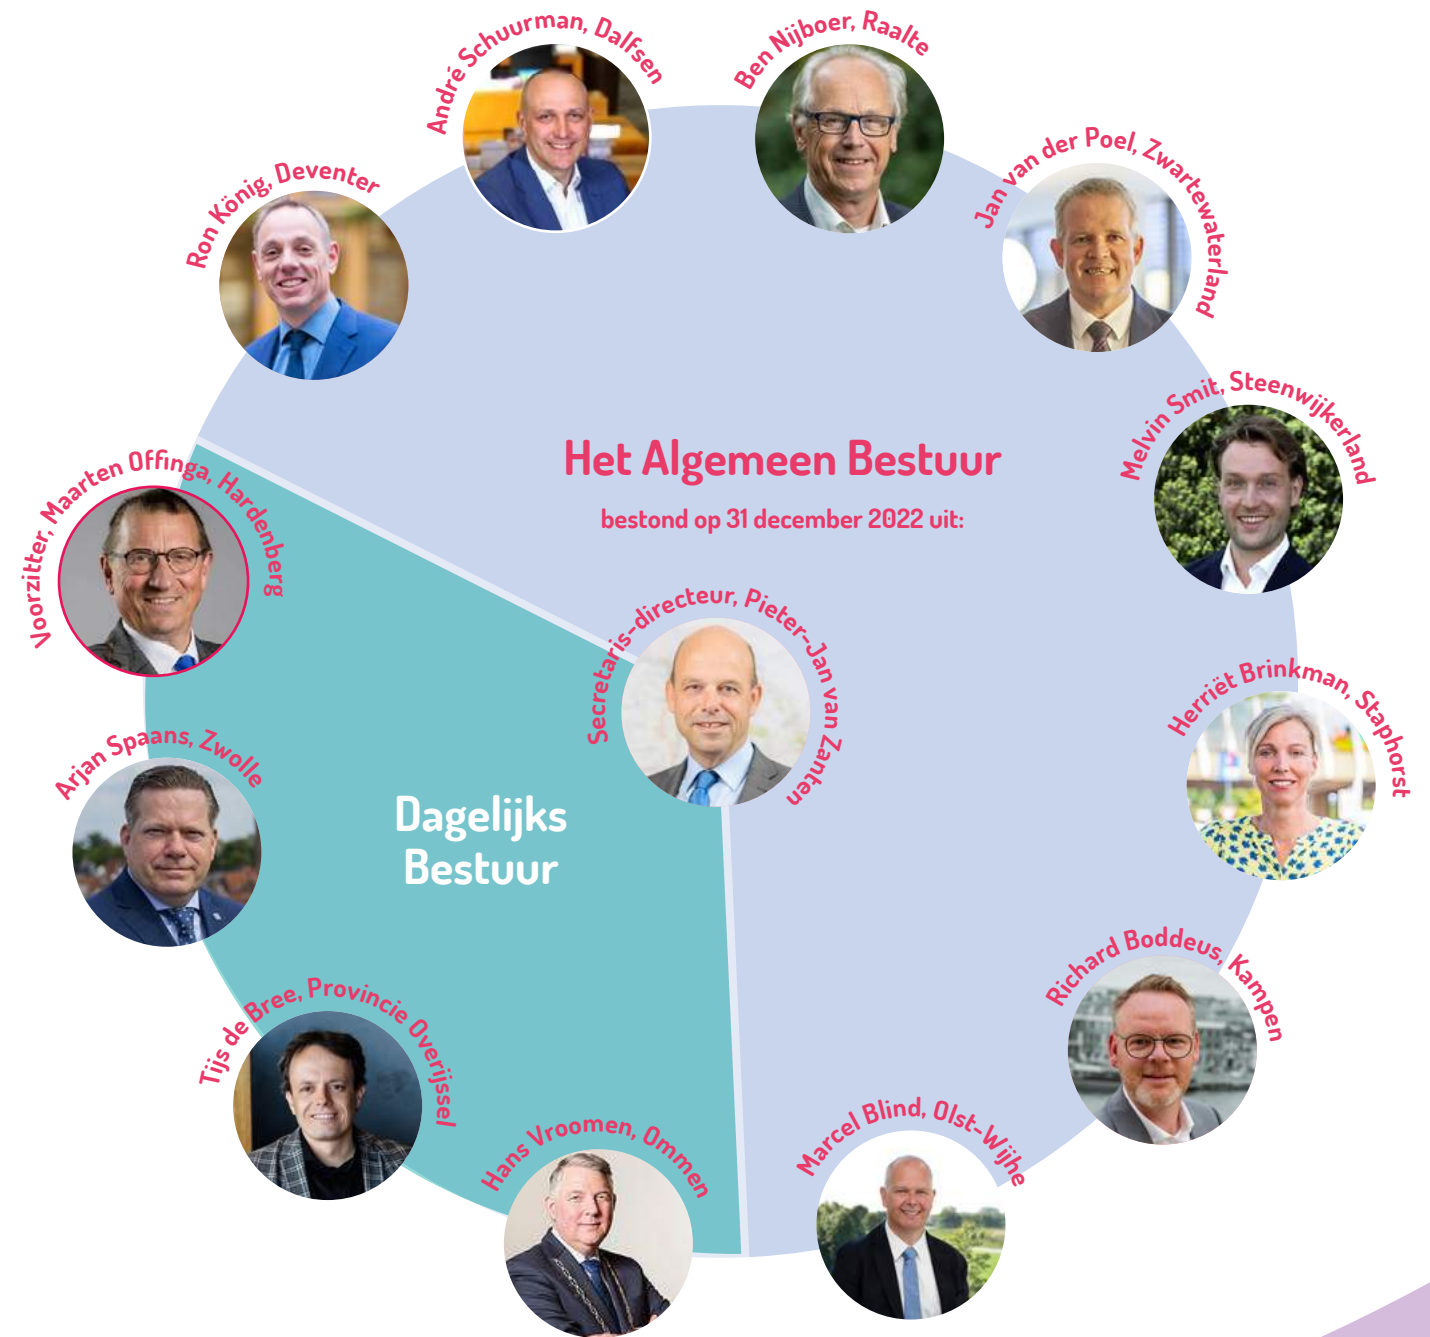 André Schuurman, Dalfsen
Ben Nijboer, Raalte
Jan van der Poel, Zwartewaterland
Ron König, Deventer
Melvin Smit, Steenwijkerland
Het Algemeen Bestuur
bestond op 31 december 2022 uit:
Voorzitter, Maarten Offinga, Hardenberg
Secretaris-directeur, Pieter-Jan van Zanten
Herriët Brinkman, Staphorst
Arjan Spaans, Zwolle
Dagelijks
Bestuur
Richard Boddeus, Kampen
Tijs de Bree, Provincie Overijssel
Marcel Blind, Olst-Wijhe
Hans Vroomen, Ommen